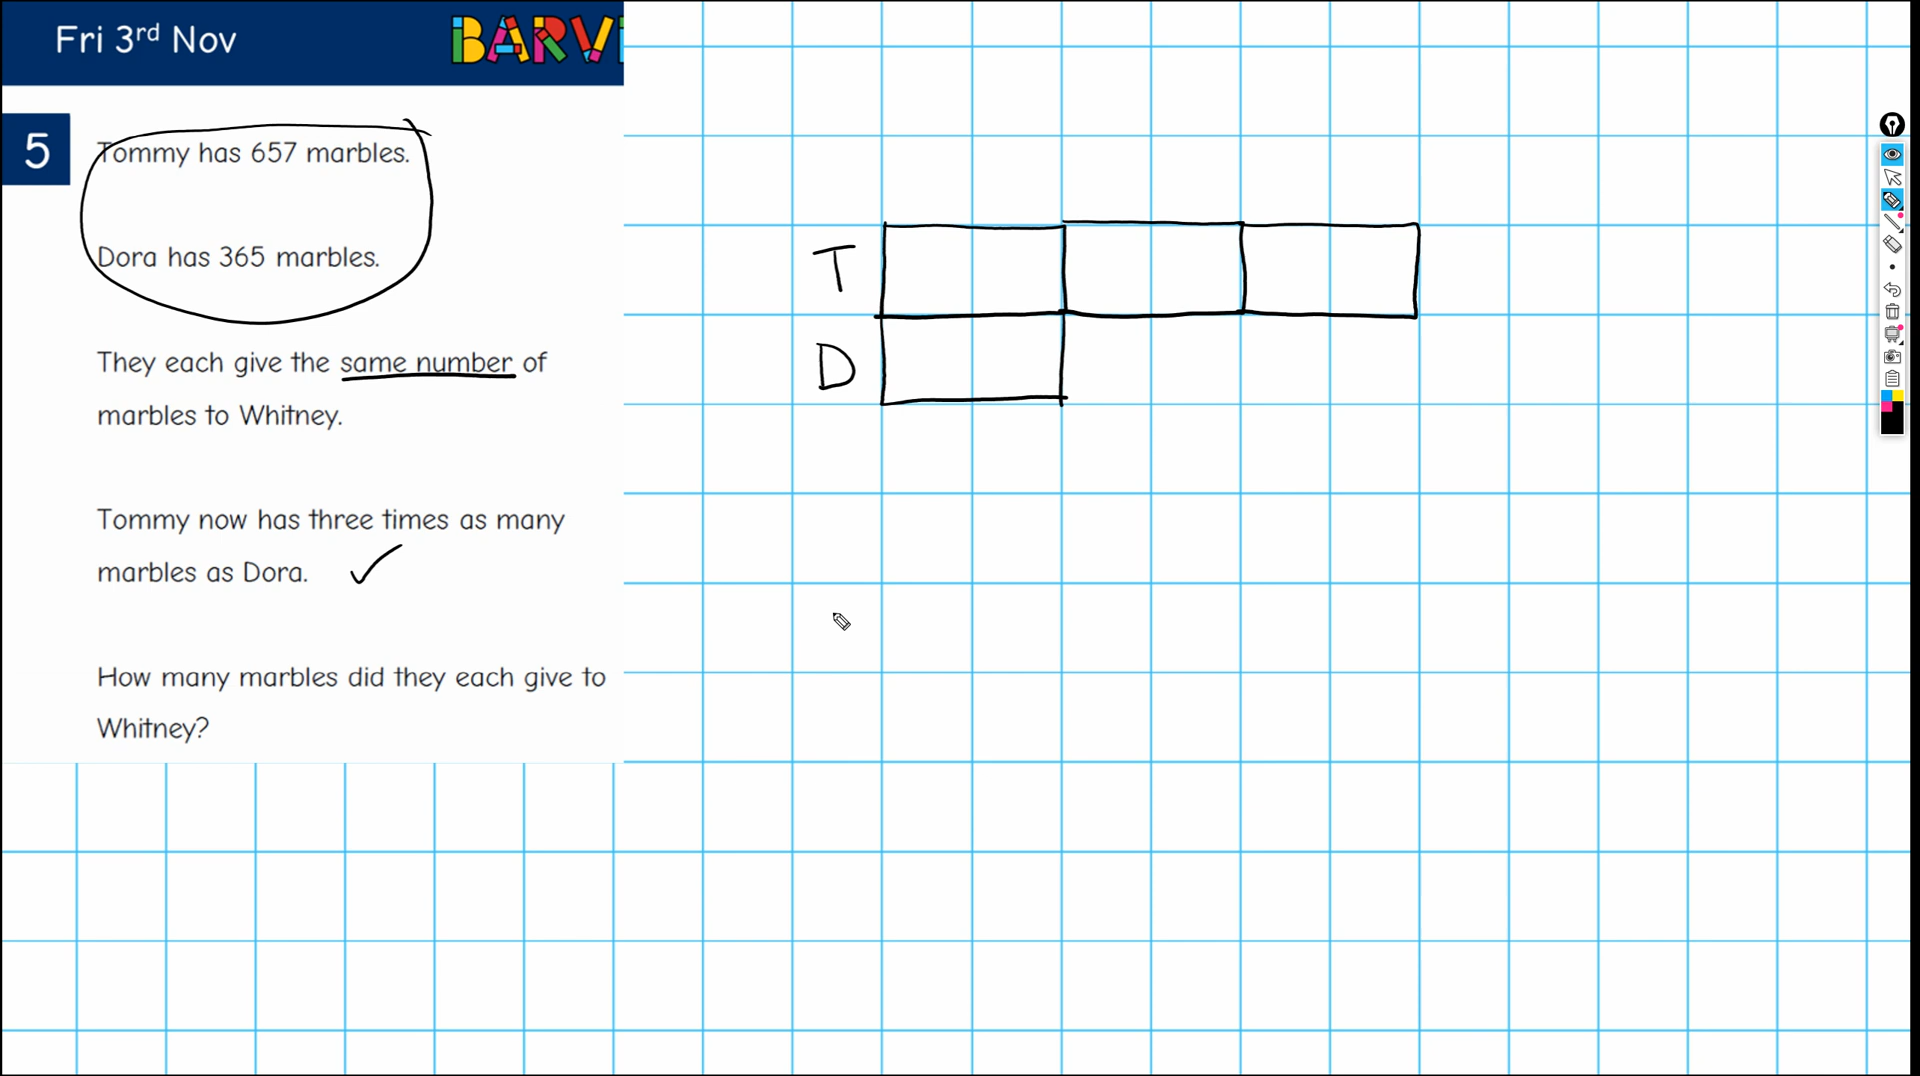 Fri 3rd Nov
BARVI
5
Tommy has 657 marbles.
Dora has 365 marbles.
They each give the same number of
marbles to Whitney.
Tommy now has three times as many
marbles as Dora.
How many marbles did they each give to
Whitney?
T
D